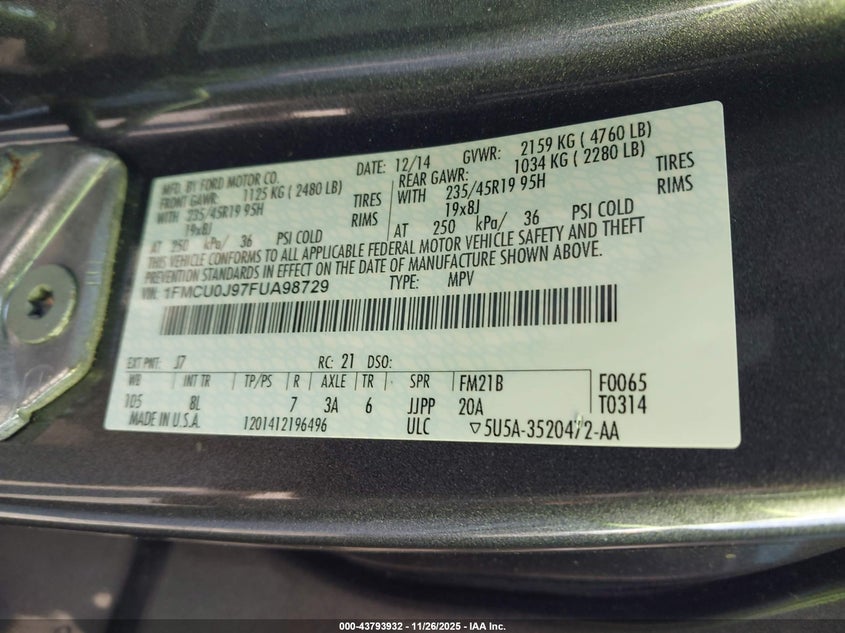 MFD. BY FORD MOTOR CO.
DATE: 12/14 GVWR: 2159 KG ( 4760 LB)
FRONT GAWR: 1125 KG ( 2480 LB) REAR GAWR: 1034 KG ( 2280 LB)
WITH 235/45R19 95H TIRES WITH 235/45R19 95H TIRES
19x8J RIMS 19x8J RIMS
AT 250 kPa/ 36 PSI COLD AT 250 kPa/ 36 PSI COLD
THIS VEHICLE CONFORMS TO ALL APPLICABLE FEDERAL MOTOR VEHICLE SAFETY AND THEFT
PREVENTION STANDARDS IN EFFECT ON THE DATE OF MANUFACTURE SHOWN ABOVE.
VIN: 1FMCU0J97FUA98729 TYPE: MPV
EXT PNT: J7 RC: 21 DSO:
WB INT TR TP/PS R AXLE TR SPR FM21B F0065
105 8L 7 3A 6 JJPP 20A T0314
MADE IN U.S.A. 1201412196496 ULC ▽5U5A-3520472-AA
000-43793932 | 11/26/2025 - IAA Inc.